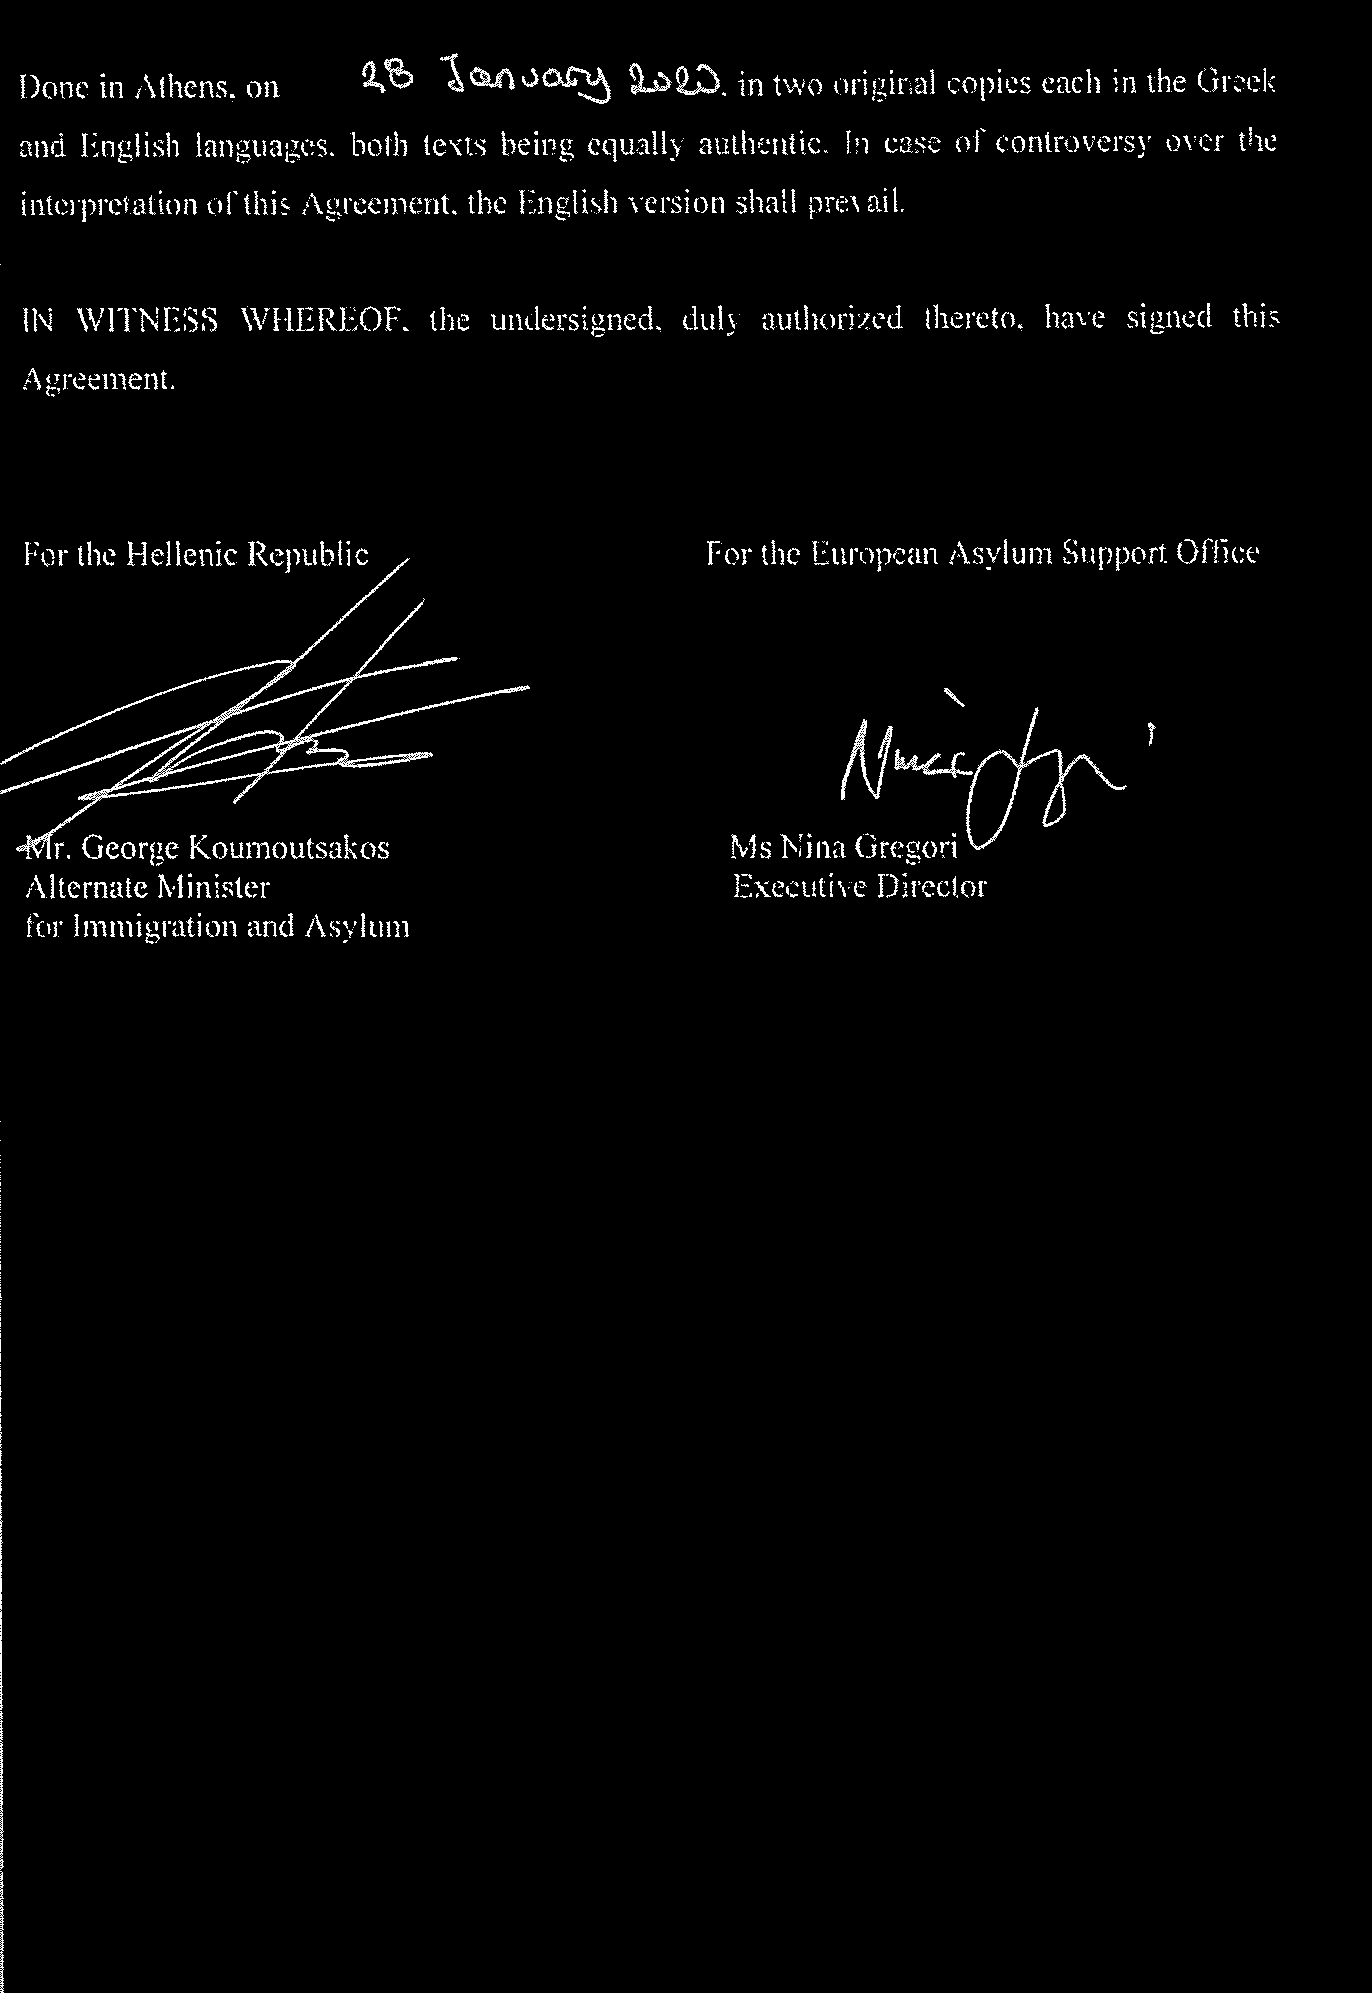 Done in Athens, on 28 January 2020, in two original copies each in the Greek
and English languages, both texts being equally authentic. In case of controversy over the
interpretation of this Agreement, the English version shall prevail.
IN WITNESS WHEREOF, the undersigned, duly authorized thereto, have signed this
Agreement.
For the Hellenic Republic
For the European Asylum Support Office
Mr. George Koumoutsakos
Alternate Minister
for Immigration and Asylum
Ms Nina Gregori
Executive Director